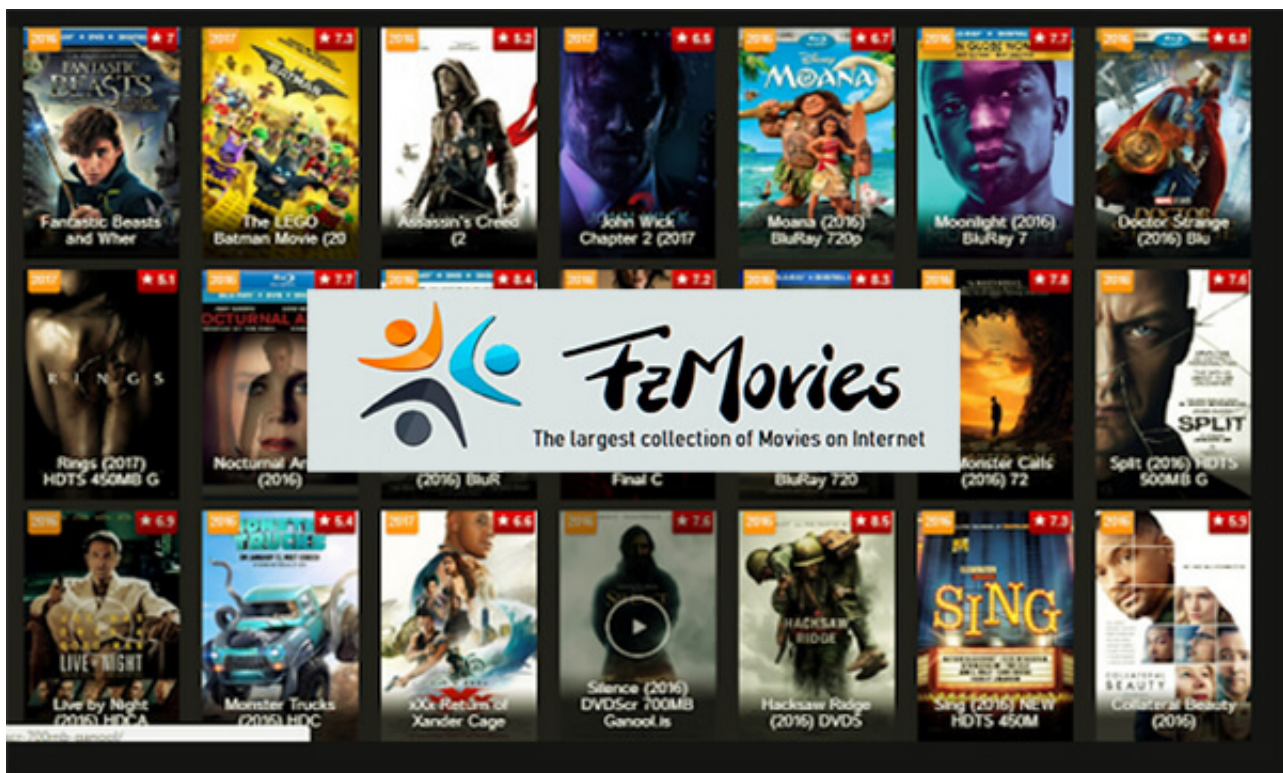 2016 ★ 7
2017 ★ 7.3
2016 ★ 5.2
2017 ★ 6.5
2016 ★ 6.7
2016 ★ 7.7
2016 ★ 6.8
FANTASTIC
BEASTS
BATMAN
Disney
MOANA
Fantastic Beasts
and Wher
The LEGO
Batman Movie (20
Assassin's Creed
(2
John Wick
Chapter 2 (2017
Moana (2016)
BluRay 720p
Moonlight (2016)
BluRay 7
Doctor Strange
(2016) Blu
2017 ★ 5.1
2016 ★ 7.7
2016 ★ 8.4
★ 7.2
2016 ★ 8.3
2016 ★ 7.8
2016 ★ 7.6
RINGS
SPLIT
FzMovies
The largest collection of Movies on Internet
Rings (2017)
HDTS 450MB G
Nocturnal An
(2016)
(2016) BluR
Final C
BluRay 720
Monster Calls
(2016) 72
Split (2016) HDTS
500MB G
2016 ★ 6.9
2016 ★ 5.4
2017 ★ 6.6
2016 ★ 7.6
2016 ★ 8.5
2016 ★ 7.3
2016 ★ 5.9
LIVE BY NIGHT
HACKSAW
RIDGE
SING
COLLATERAL
BEAUTY
Live by Night
(2016) HDCA
Monster Trucks
(2016) HDC
xXx Return of
Xander Cage
Silence (2016)
DVDScr 700MB
Ganool.is
Hacksaw Ridge
(2016) DVDS
Sing (2016) NEW
HDTS 450M
Collateral Beauty
(2016)
scr-700mb-ganool/